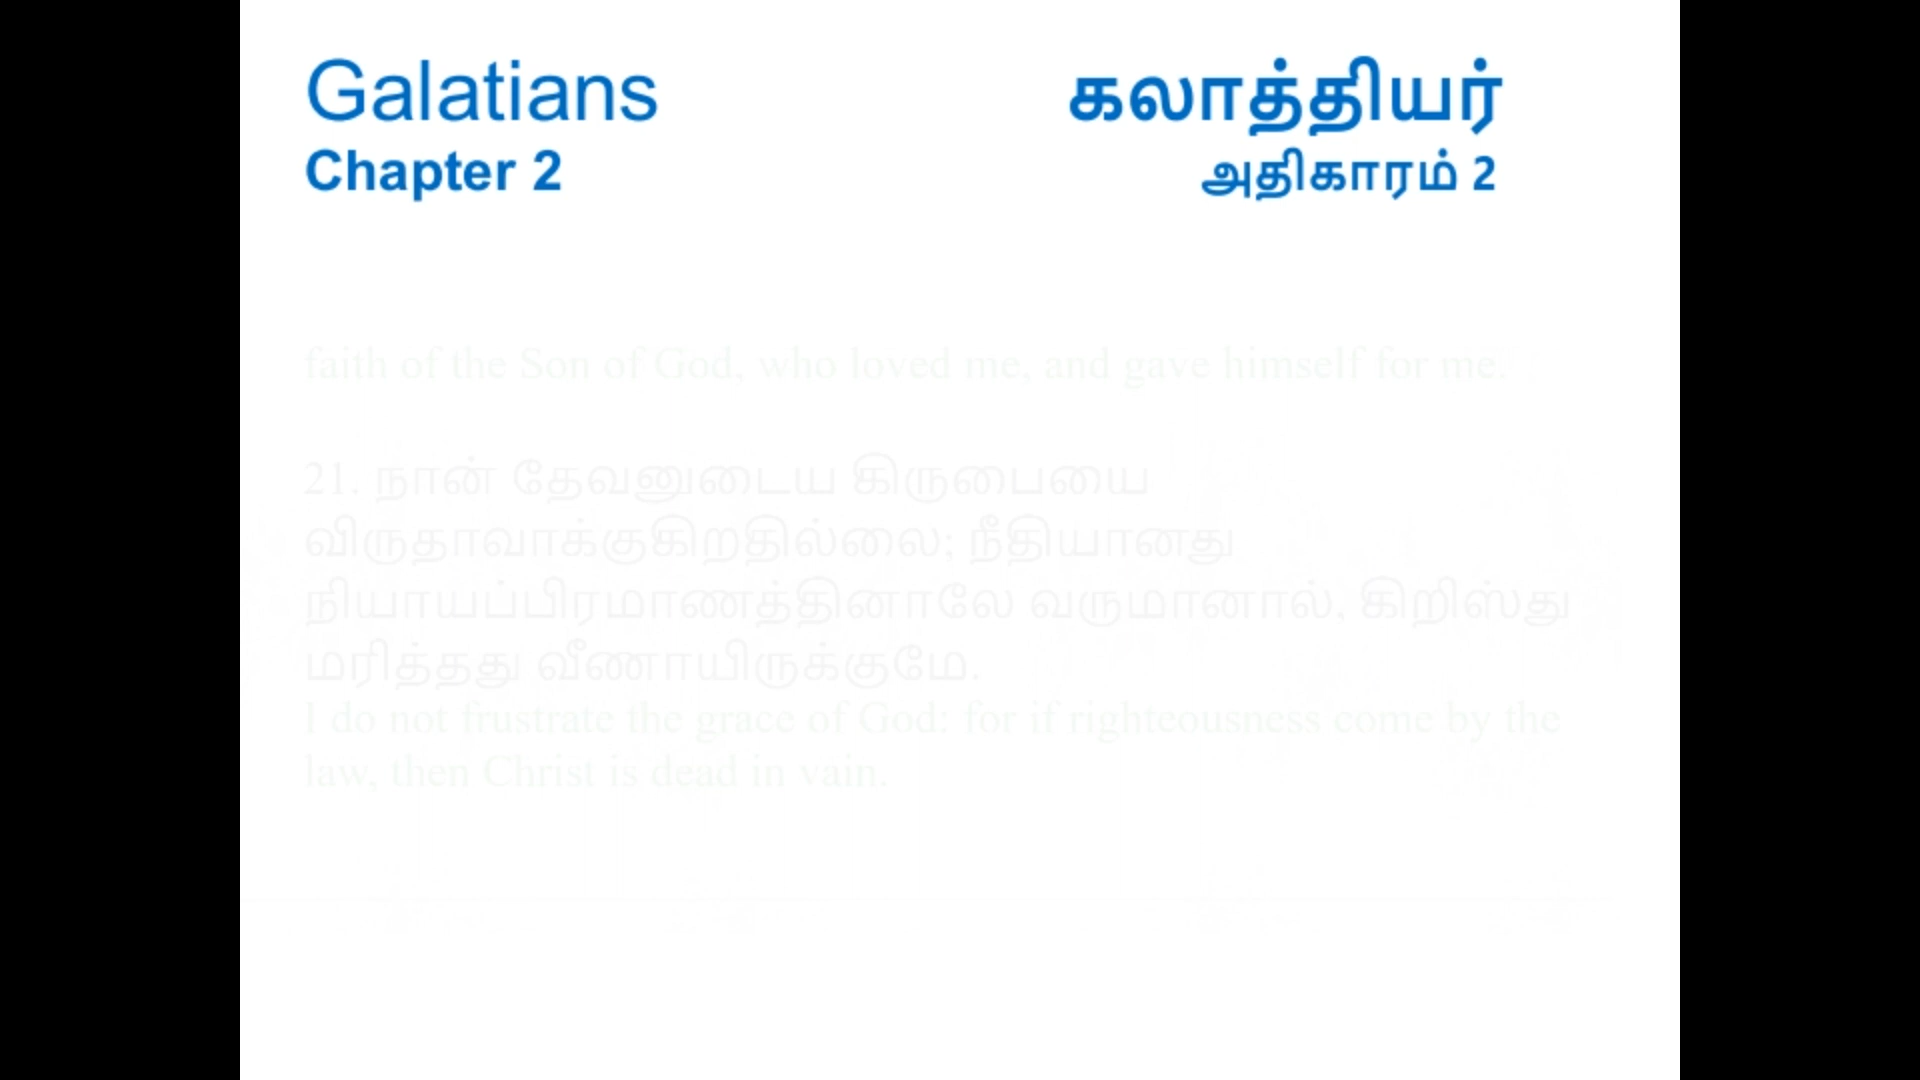 Galatians
கலாத்தியர்
Chapter 2
அதிகாரம் 2
faith of the Son of God, who loved me, and gave himself for me.
21. நான் தேவனுடைய கிருபையை
விருதாவாக்குகிறதில்லை; நீதியானது
நியாயப்பிரமாணத்தினாலே வருமானால், கிறிஸ்து
மரித்தது வீணாயிருக்குமே.
I do not frustrate the grace of God: for if righteousness come by the
law, then Christ is dead in vain.